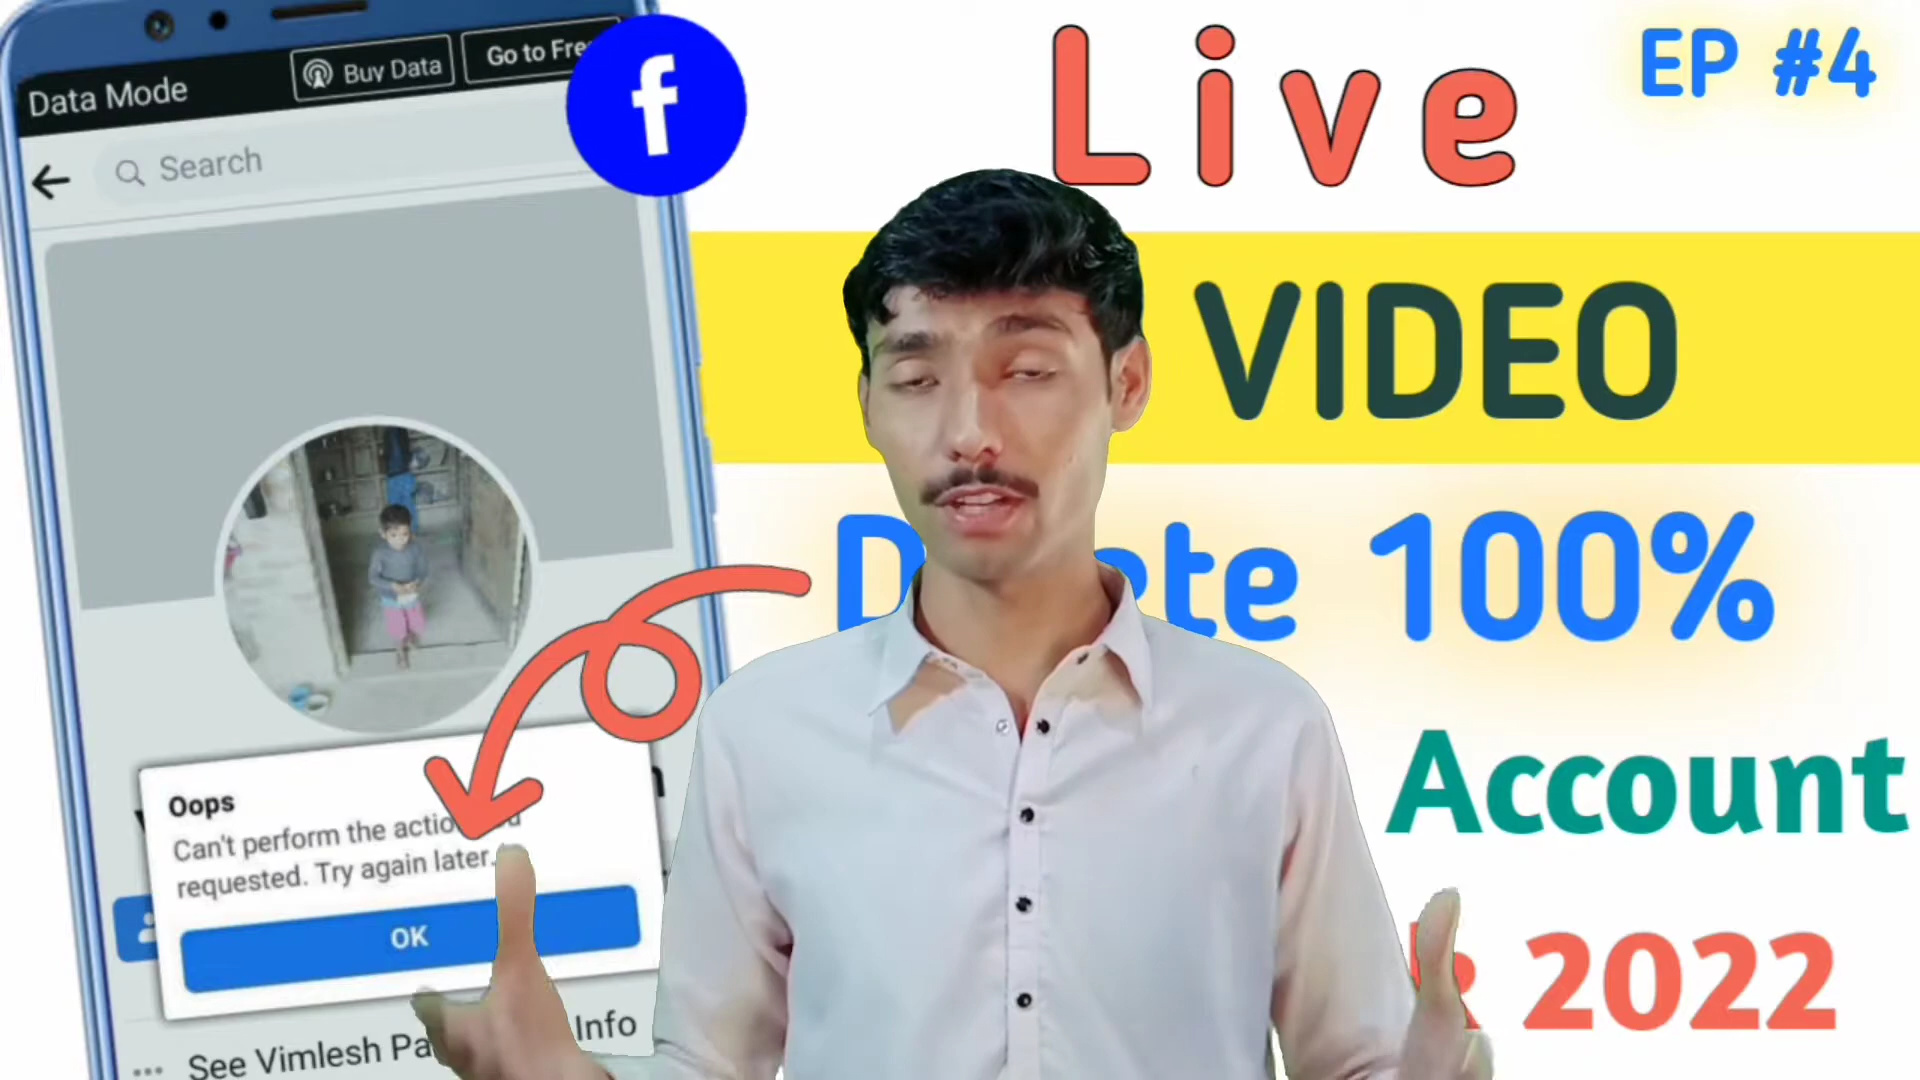 Data Mode
Buy Data
Go to Fre
f
Search
Oops
Can't perform the actio
requested. Try again later.
OK
See Vimlesh Pa
Info
Live
EP #4
VIDEO
D ete 100%
Account
2022